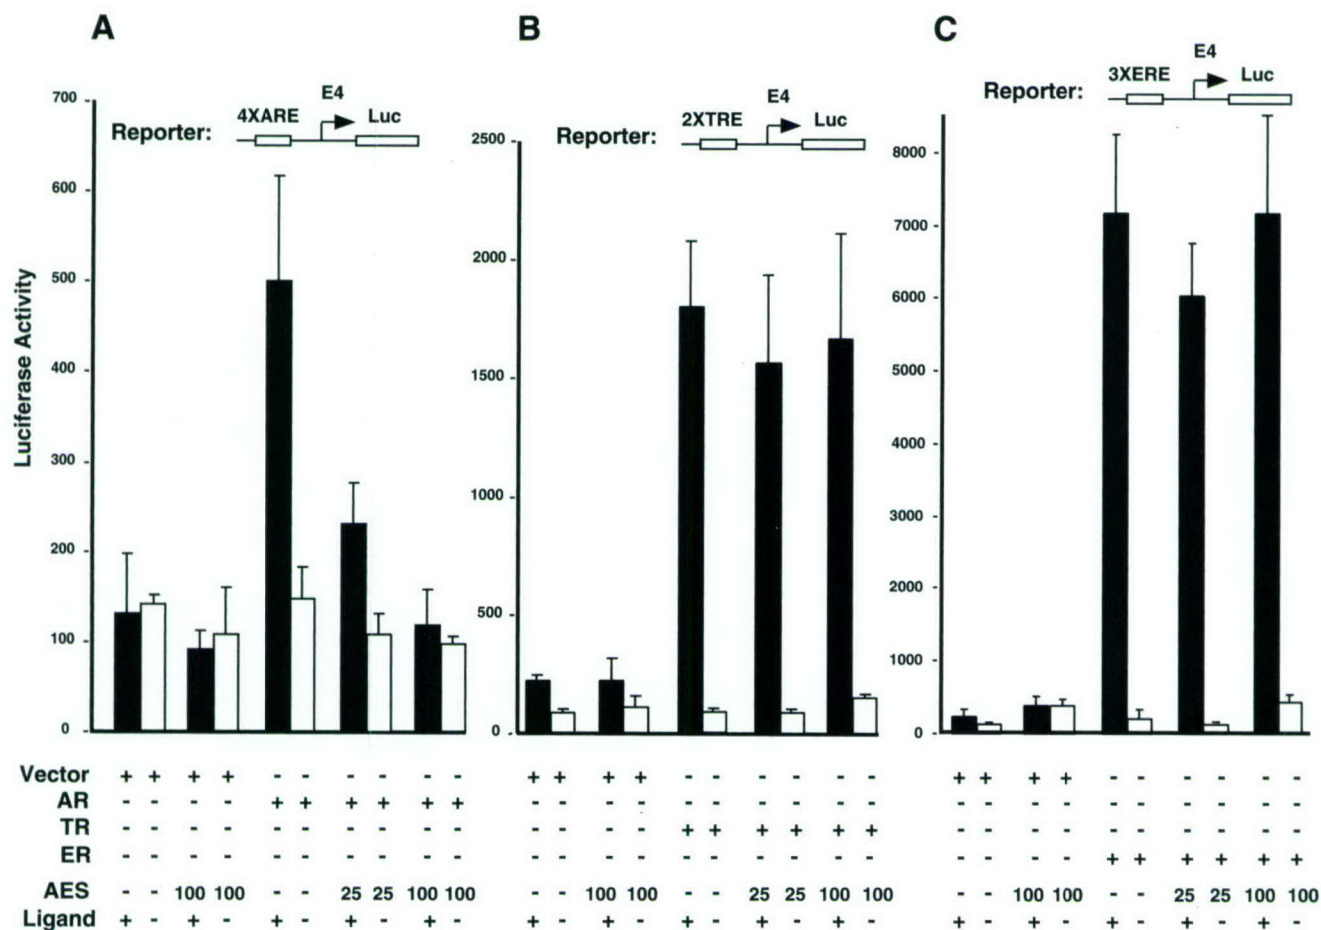 A B C
E4
4XARE Luc
Reporter:
E4
2XTRE Luc
Reporter:
E4
3XERE Luc
Reporter:
Luciferase Activity
700
600
500
400
300
200
100
0
2500
2000
1500
1000
500
0
8000
7000
6000
5000
4000
3000
2000
1000
0
Vector + + + + - - - - - - + + + + - - - - - - + + + + - - - - - -
AR - - - - + + + + + + - - - - - - - - - - - - - - - - - - - -
TR - - - - - - - - - - - - - - + + + + + + - - - - - - - - - -
ER - - - - - - - - - - - - - - - - - - - - - - - - + + + + + +
AES - - 100 100 - - 25 25 100 100 - - 100 100 - - 25 25 100 100 - - 100 100 - - 25 25 100 100
Ligand + - + - + - + - + - + - + - + - + - + - + - + - + - + - + -